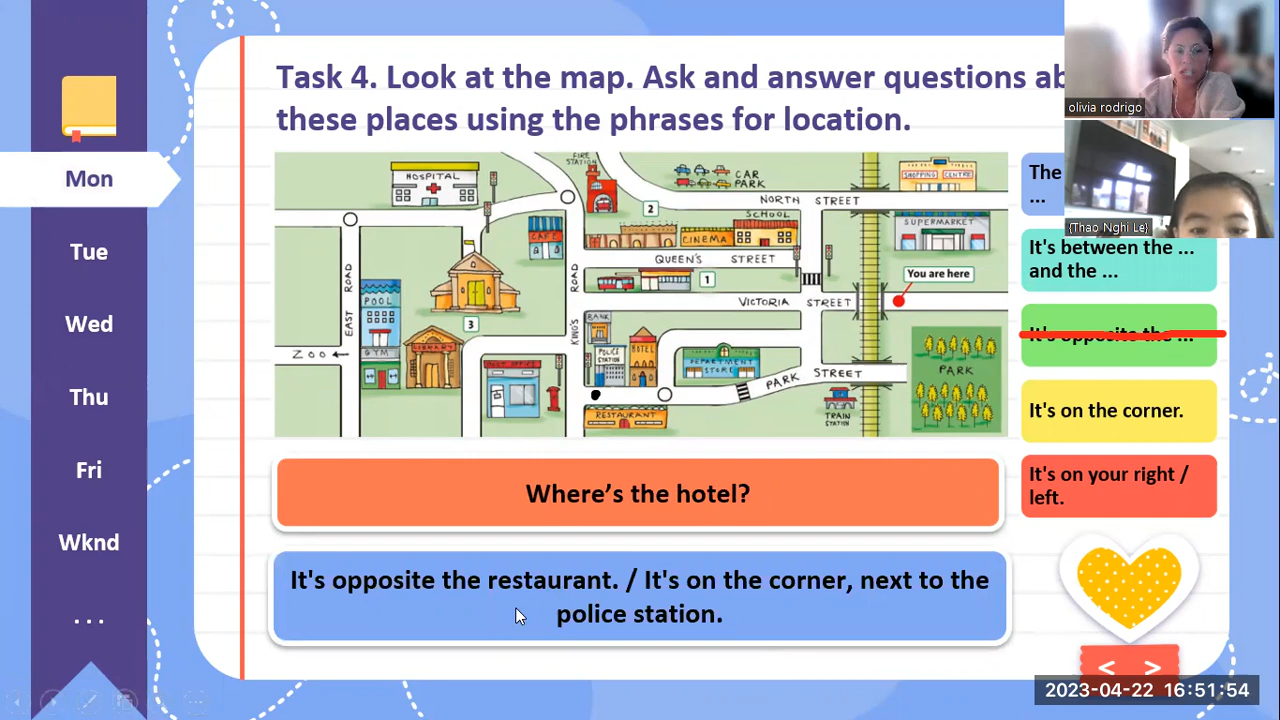 Task 4. Look at the map. Ask and answer questions ab
these places using the phrases for location.
olivia rodrigo
(Thao Nghi Le)
Mon
Tue
Wed
Thu
Fri
Wknd
...
HOSPITAL
FIRE
STATION
CAR
PARK
SHOPPING CENTRE
2
NORTH STREET
CAFE
SCHOOL
CINEMA
SUPERMARKET
QUEEN'S STREET
EAST ROAD
KING'S ROAD
1
You are here
POOL
VICTORIA STREET
3
BANK
LIBRARY
GYM
ZOO
POLICE
STATION
HOTEL
DEPARTMENT
STORE
PARK STREET
PARK
RESTAURANT
TRAIN
STATION
The
...
It's between the ...
and the ...
It's opposite the ...
It's on the corner.
It's on your right /
left.
Where's the hotel?
It's opposite the restaurant. / It's on the corner, next to the
police station.
< >
2023-04-22 16:51:54